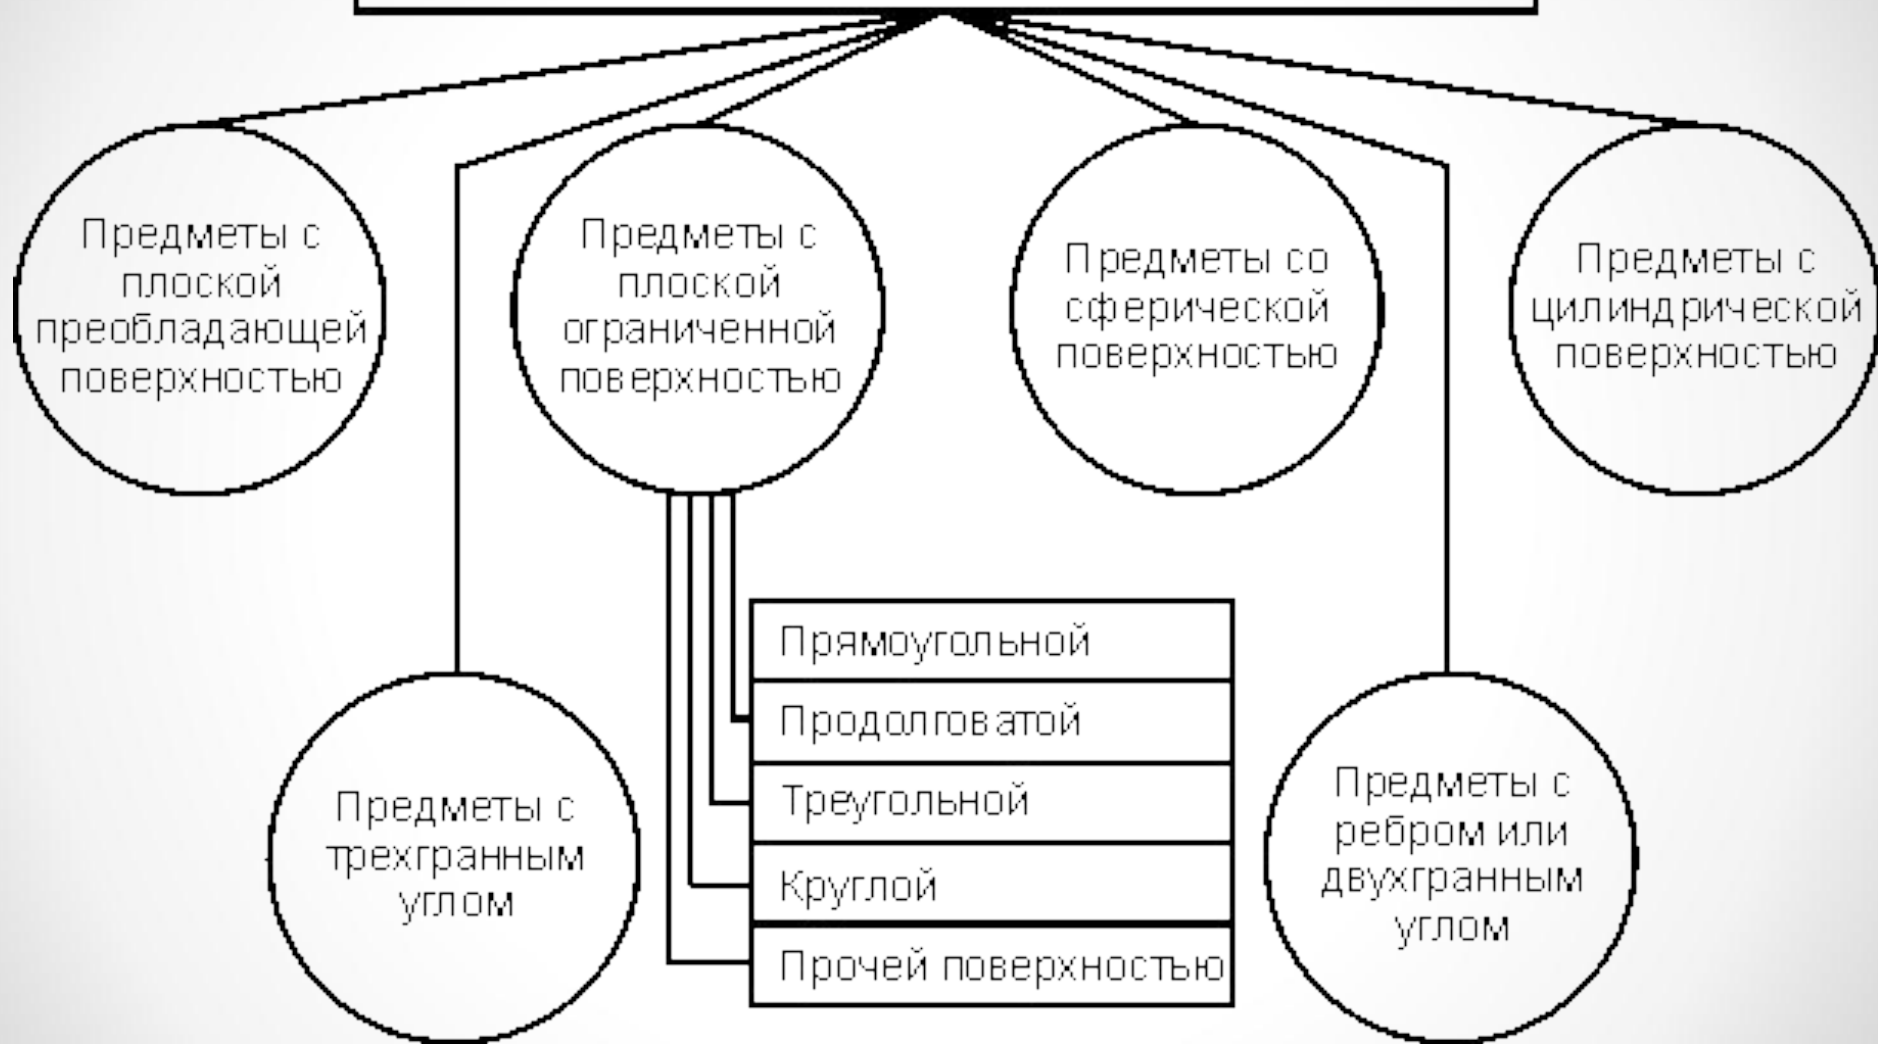 Предметы с
плоской
преобладающей
поверхностью
Предметы с
плоской
ограниченной
поверхностью
Предметы со
сферической
поверхностью
Предметы с
цилиндрической
поверхностью
Предметы с
трехгранным
углом
Прямоугольной
Продолговатой
Треугольной
Круглой
Прочей поверхностью
Предметы с
ребром или
двухгранным
углом